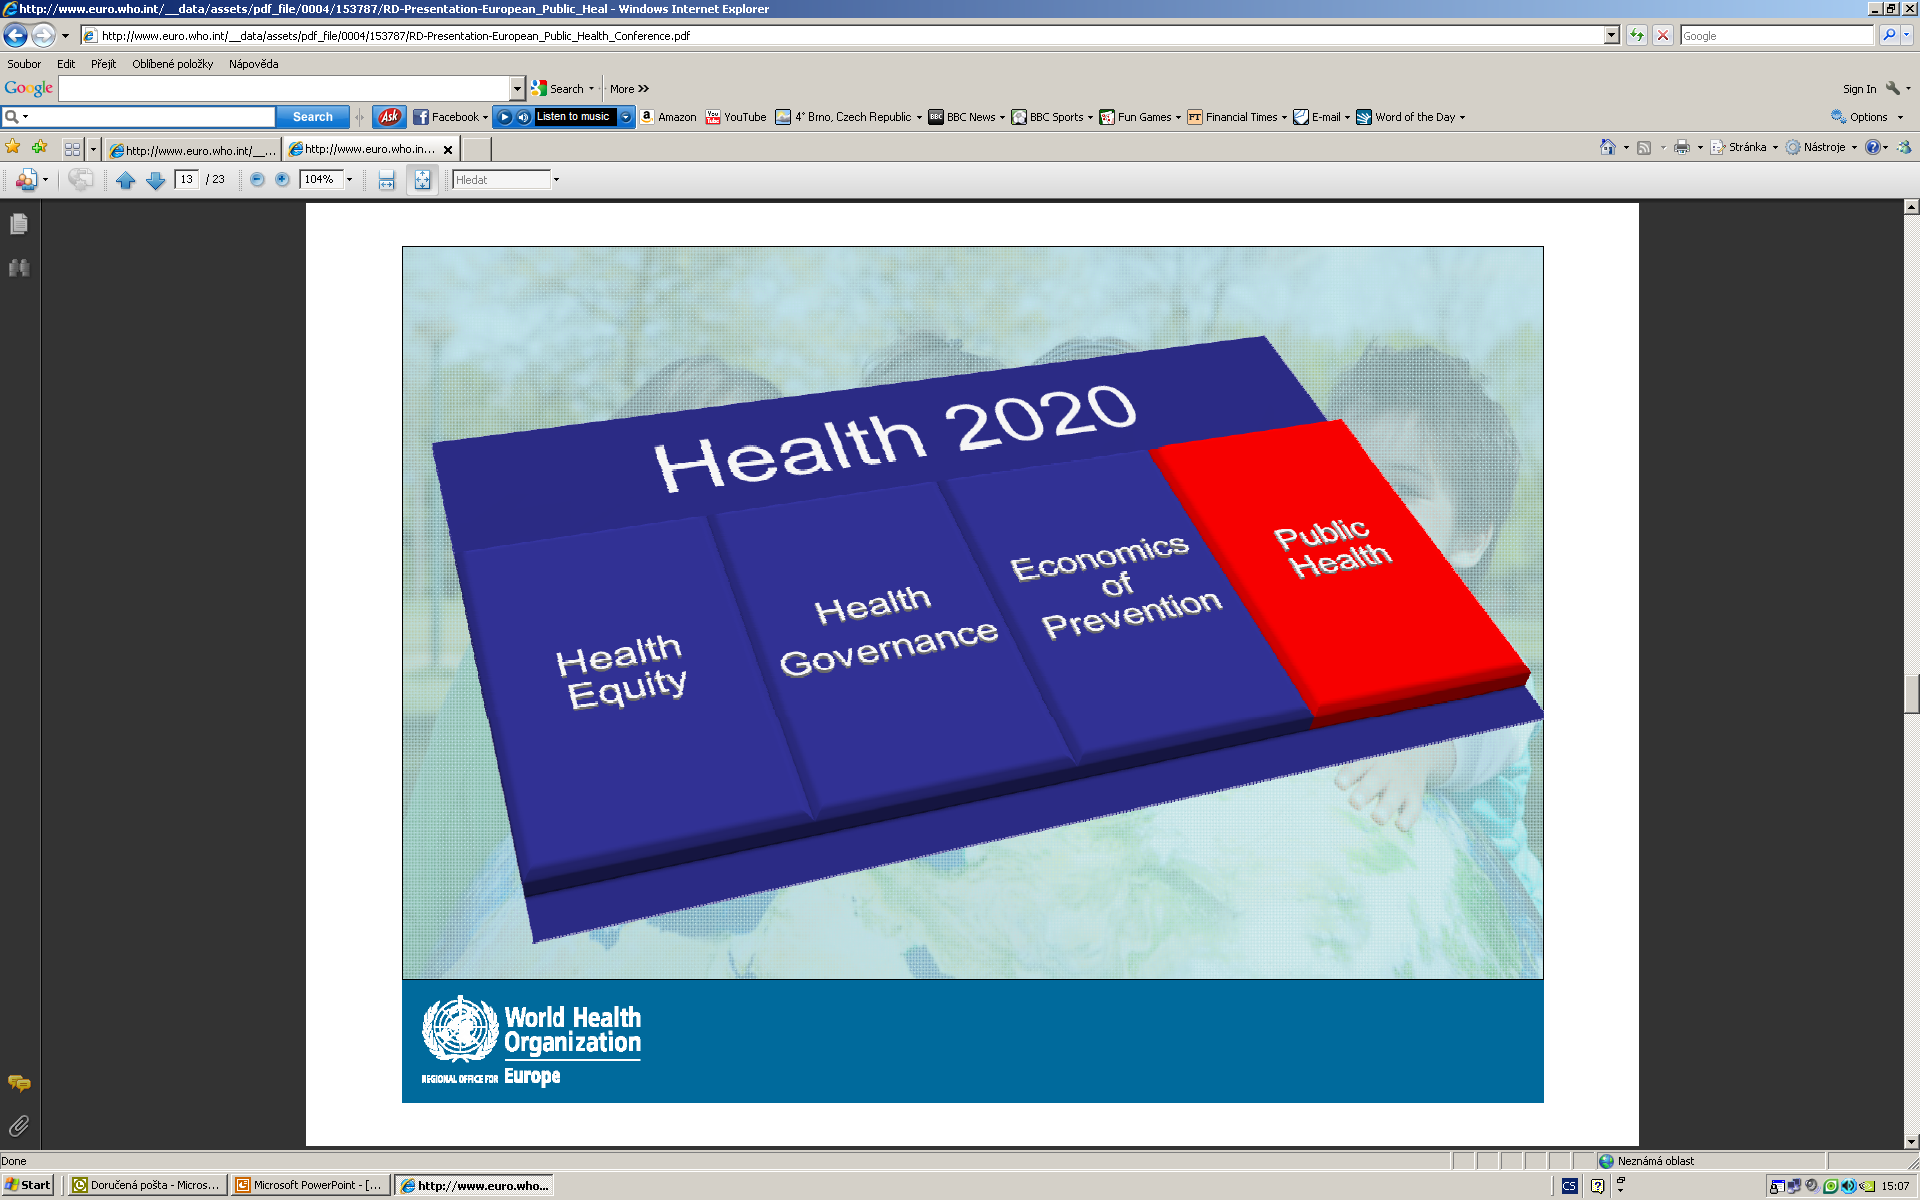 http://www.euro.who.int/__data/assets/pdf_file/0004/153787/RD-Presentation-European_Public_Heal - Windows Internet Explorer
http://www.euro.who.int/__data/assets/pdf_file/0004/153787/RD-Presentation-European_Public_Health_Conference.pdf
Google
Soubor Edit Přejít Oblíbené položky Nápověda
Google Search More »
Sign In
Search Ask Facebook Listen to music Amazon YouTube 4° Brno, Czech Republic BBC News BBC Sports Fun Games FT Financial Times E-mail Word of the Day Options
http://www.euro.who.int/__... http://www.euro.who.in... Stránka Nástroje
13 / 23 104% Hledat
Health 2020
Health
Equity
Health
Governance
Economics
of
Prevention
Public
Health
World Health
Organization
REGIONAL OFFICE FOR Europe
Done
Neznámá oblast
Start Doručená pošta - Micros... Microsoft PowerPoint - [... http://www.euro.who... CS 15:07